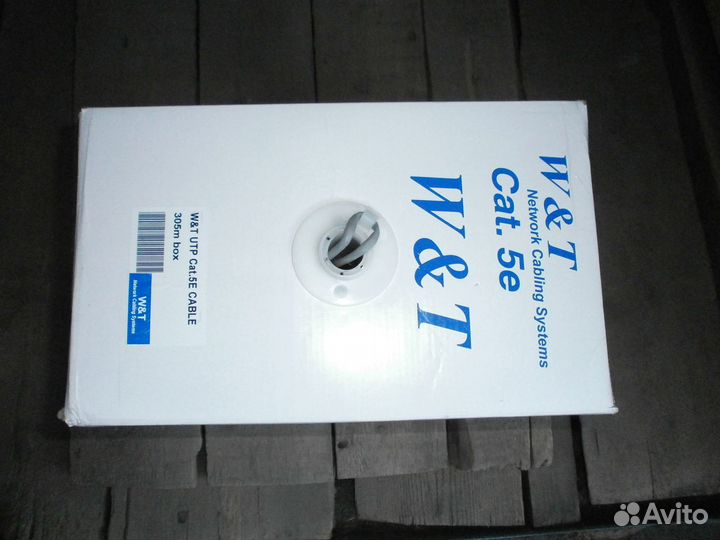 W&T
Network Cabling Systems
Cat. 5e
W&T
W&T UTP Cat.5E CABLE
305m box
W&T
Network Cabling Systems
Avito